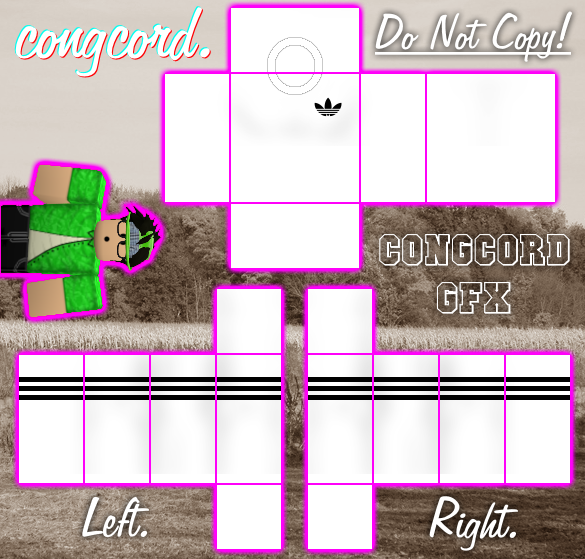 congcord.
Do Not Copy!
CONGCORD
GFX
Left.
Right.